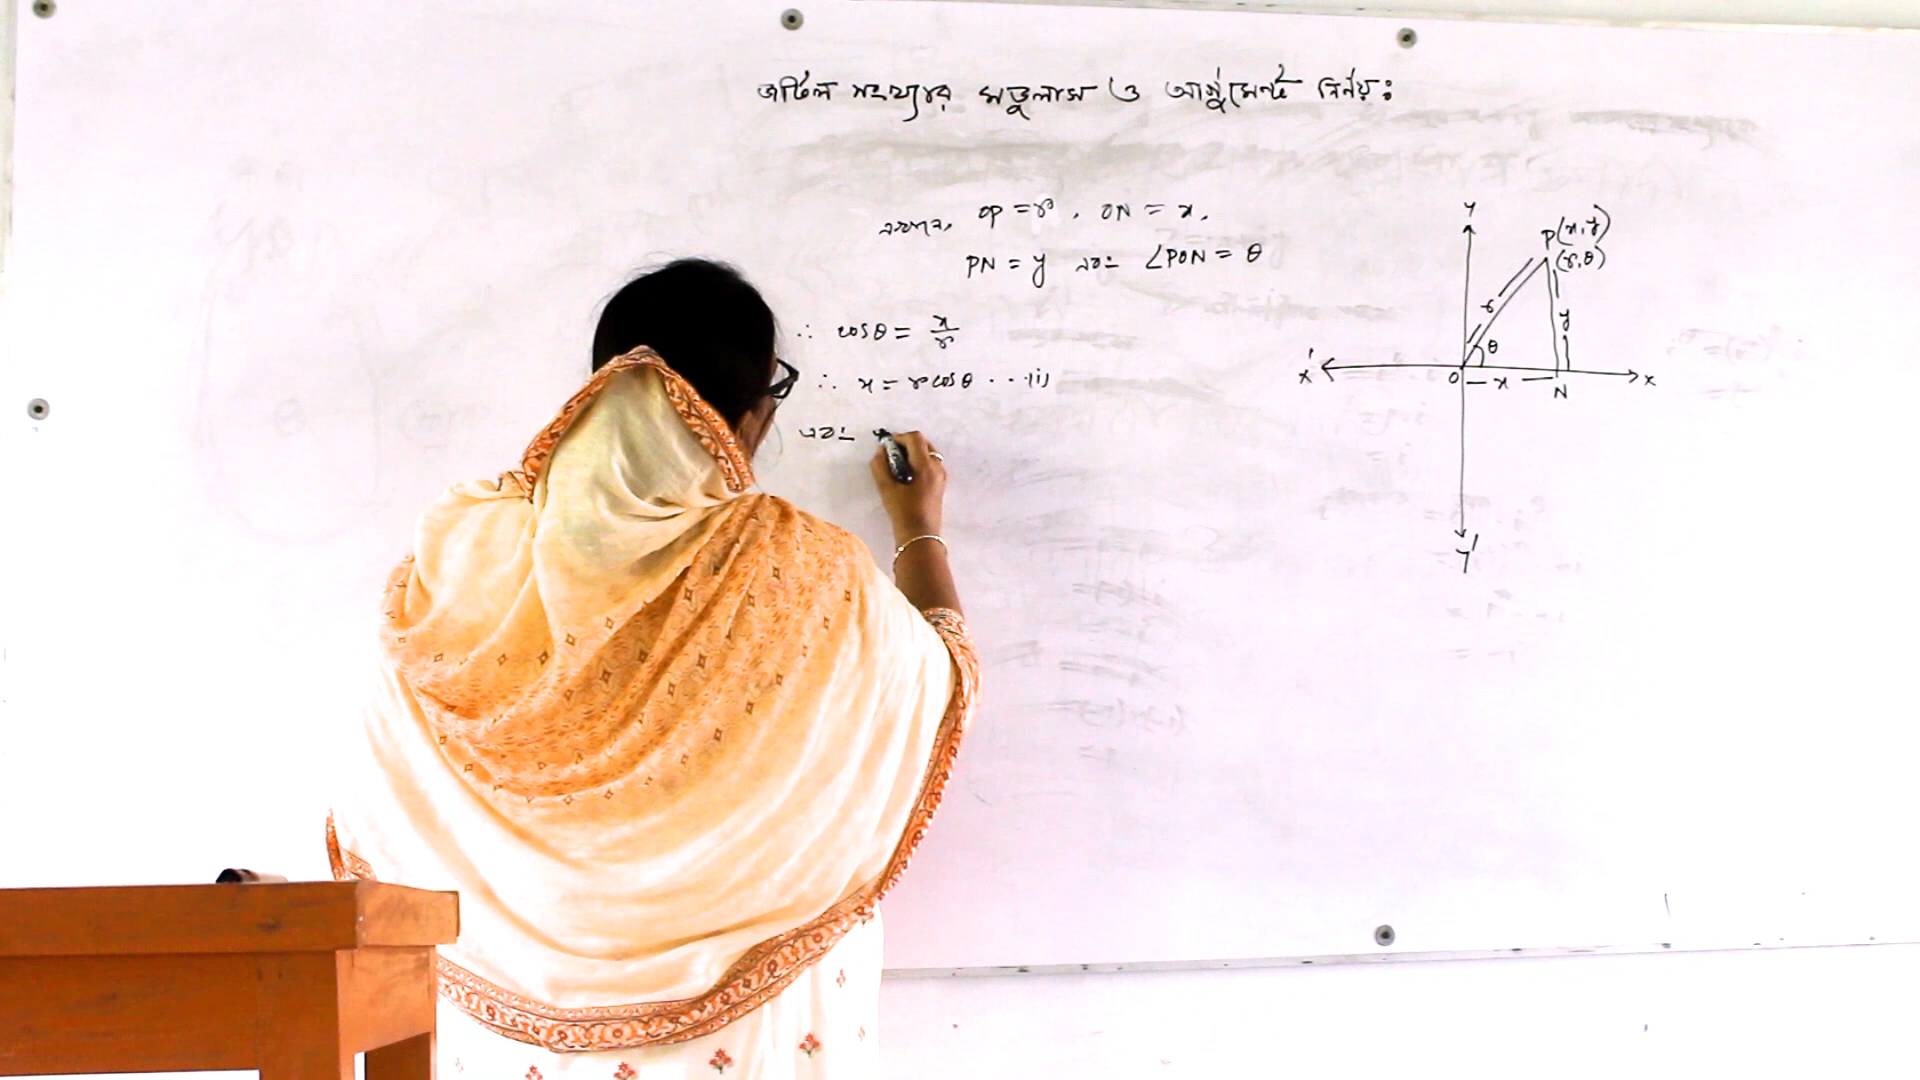 জটিল সংখ্যার মডুলাস ও আর্গুমেন্ট নির্ণয়ঃ
এখানে, OP = r, ON = x,
PN = y এবং ∠PON = θ
∴ cosθ = x/r
∴ x = r cosθ ...(i)
এবং
Y
P(x, y)
(r, θ)
r
y
θ
X'
O
x
N
X
Y'